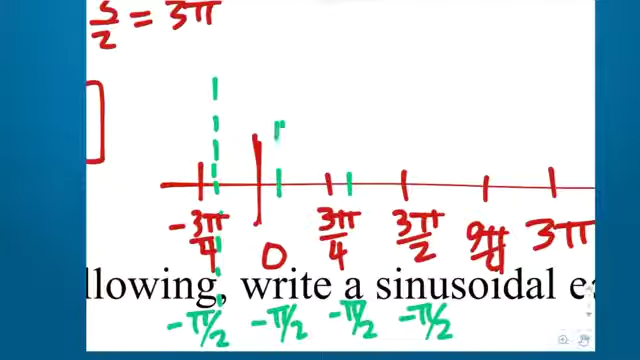 5/2 = 3π
-3π/4 0 3π/4 3π/2 9π/4 3π
llowing, write a sinusoidal e
-π/2 -π/2 -π/2 -π/2